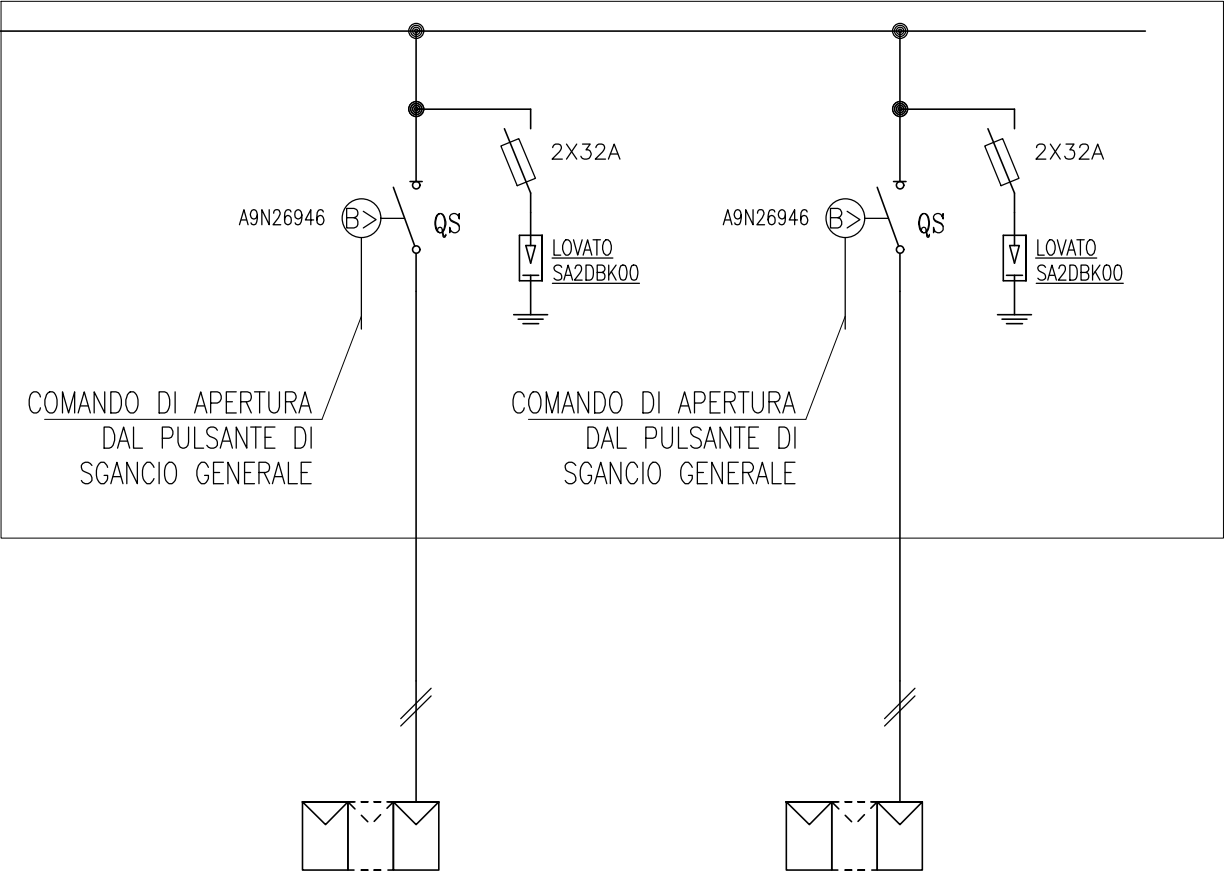 2X32A
A9N26946
B>
QS
LOVATO
SA2DBK00
COMANDO DI APERTURA
DAL PULSANTE DI
SGANCIO GENERALE
2X32A
A9N26946
B>
QS
LOVATO
SA2DBK00
COMANDO DI APERTURA
DAL PULSANTE DI
SGANCIO GENERALE